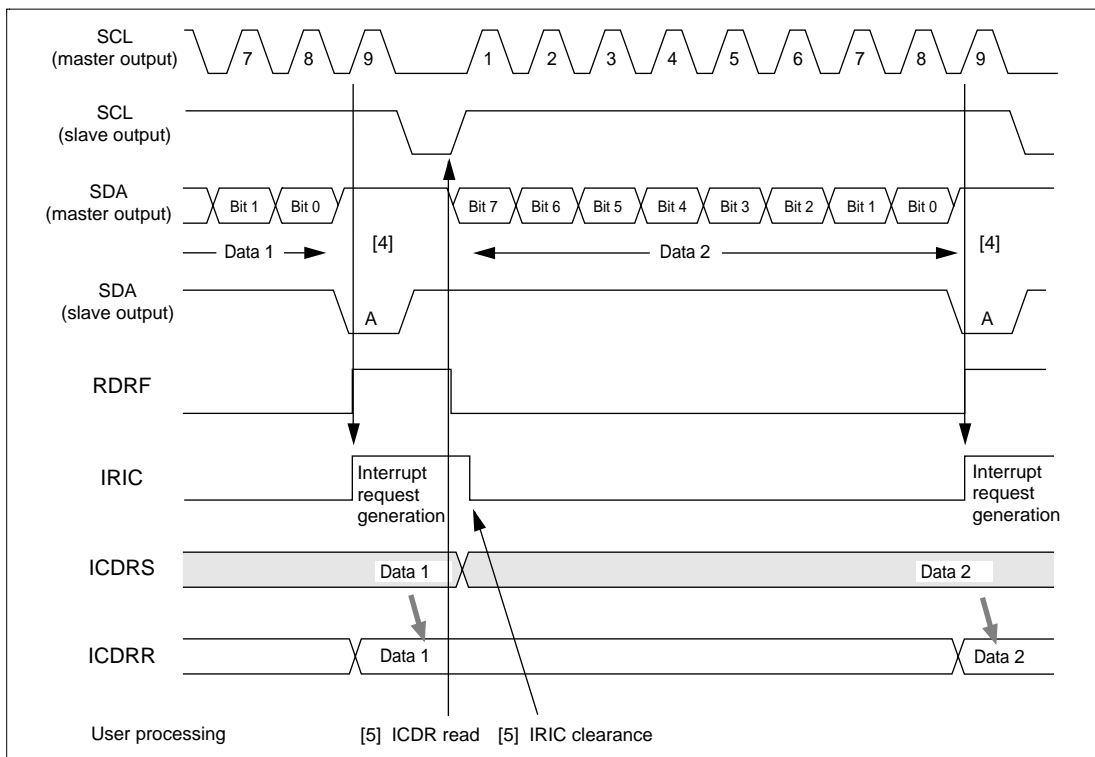 SCL
(master output)
7 8 9 1 2 3 4 5 6 7 8 9
SCL
(slave output)
SDA
(master output)
Bit 1 Bit 0 Bit 7 Bit 6 Bit 5 Bit 4 Bit 3 Bit 2 Bit 1 Bit 0
Data 1 [4] Data 2 [4]
SDA
(slave output)
A A
RDRF
IRIC
Interrupt
request
generation
Interrupt
request
generation
ICDRS
Data 1 Data 2
ICDRR
Data 1 Data 2
User processing [5] ICDR read [5] IRIC clearance